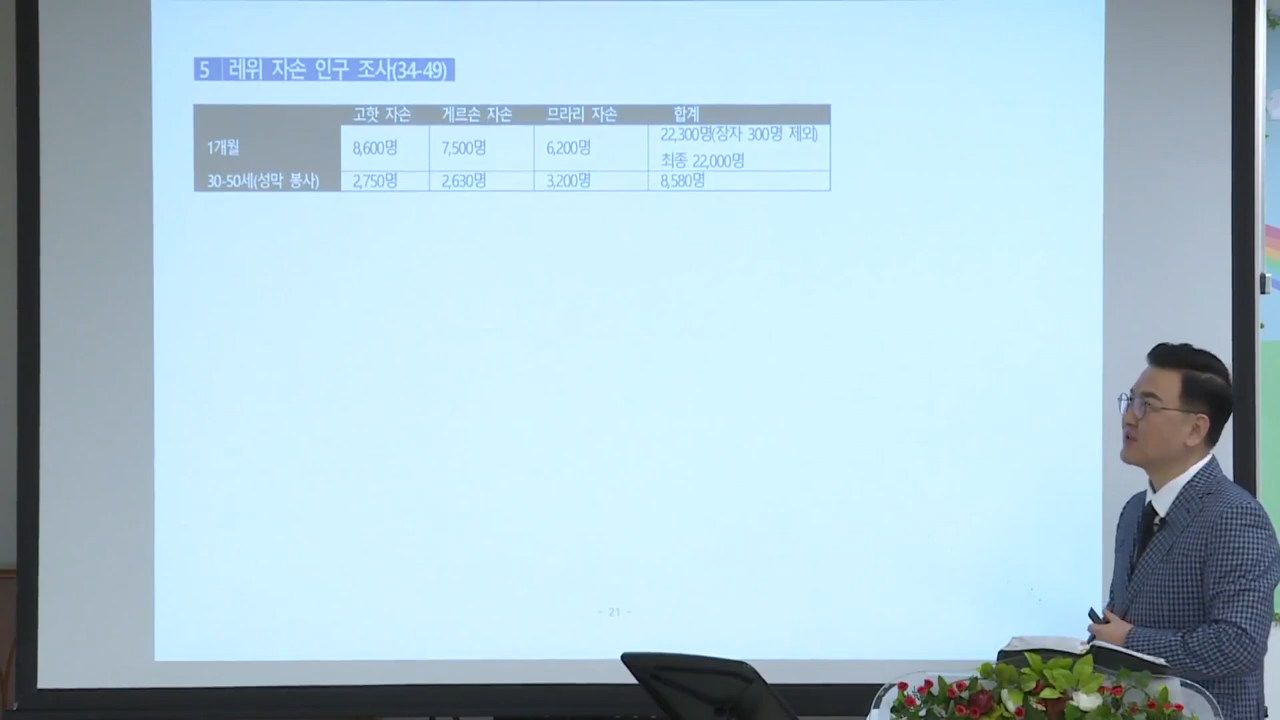 5 레위 자손 인구 조사(34-49)
고핫 자손 게르손 자손 므라리 자손 합계
1개월 8,600명 7,500명 6,200명 22,300명(장자 300명 제외)
최종 22,000명
30-50세(성막 봉사) 2,750명 2,630명 3,200명 8,580명
- 21 -